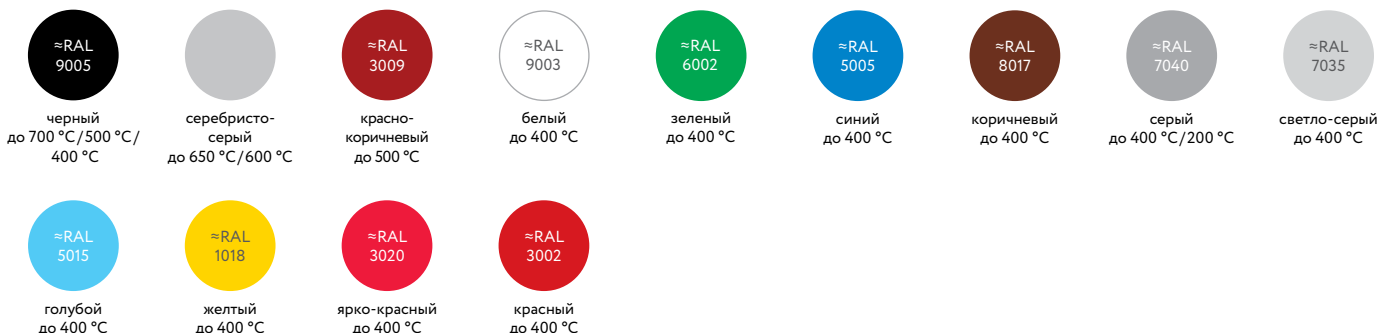 ≈RAL
9005
черный
до 700 °C/500 °C/
400 °C
серебристо-
серый
до 650 °C/600 °C
≈RAL
3009
красно-
коричневый
до 500 °C
≈RAL
9003
белый
до 400 °C
≈RAL
6002
зеленый
до 400 °C
≈RAL
5005
синий
до 400 °C
≈RAL
8017
коричневый
до 400 °C
≈RAL
7040
серый
до 400 °C/200 °C
≈RAL
7035
светло-серый
до 400 °C
≈RAL
5015
голубой
до 400 °C
≈RAL
1018
желтый
до 400 °C
≈RAL
3020
ярко-красный
до 400 °C
≈RAL
3002
красный
до 400 °C